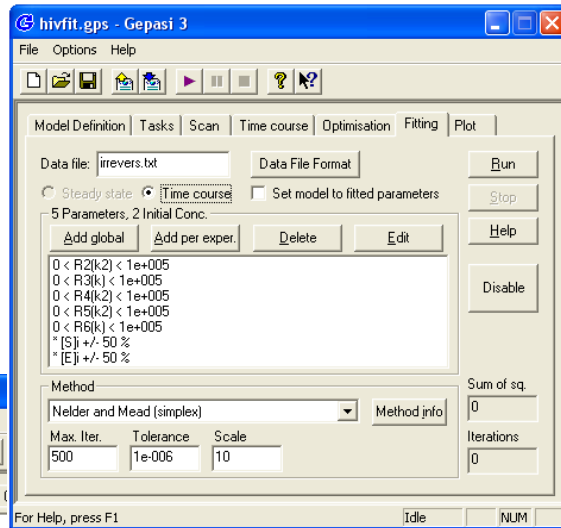 hivfit.gps - Gepasi 3
File Options Help
Model Definition Tasks Scan Time course Optimisation Fitting Plot
Data file: irrevers.txt Data File Format Run
Steady state Time course Set model to fitted parameters Stop
5 Parameters, 2 Initial Conc.
Add global Add per exper. Delete Edit Help
0 < R2(k2) < 1e+005
0 < R3(k) < 1e+005
0 < R4(k2) < 1e+005
0 < R5(k2) < 1e+005
0 < R6(k) < 1e+005
* [S]i +/- 50 %
* [E]i +/- 50 %
Disable
Method
Nelder and Mead (simplex) Method info
Max. Iter. Tolerance Scale
500 1e-006 10
Sum of sq.
0
Iterations
0
For Help, press F1 Idle NUM